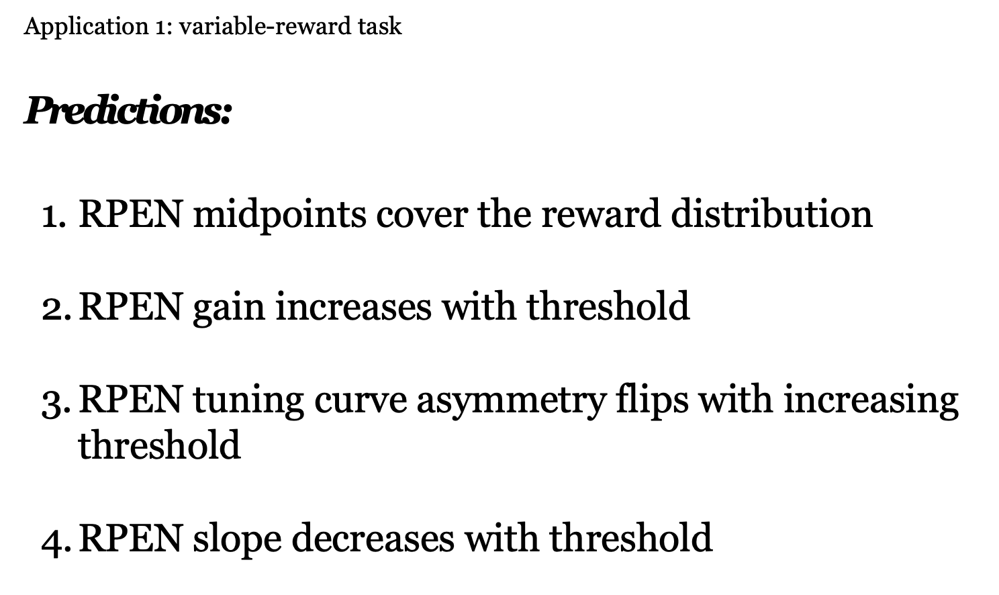 Application 1: variable-reward task
Predictions:
1. RPEN midpoints cover the reward distribution
2. RPEN gain increases with threshold
3. RPEN tuning curve asymmetry flips with increasing
threshold
4. RPEN slope decreases with threshold